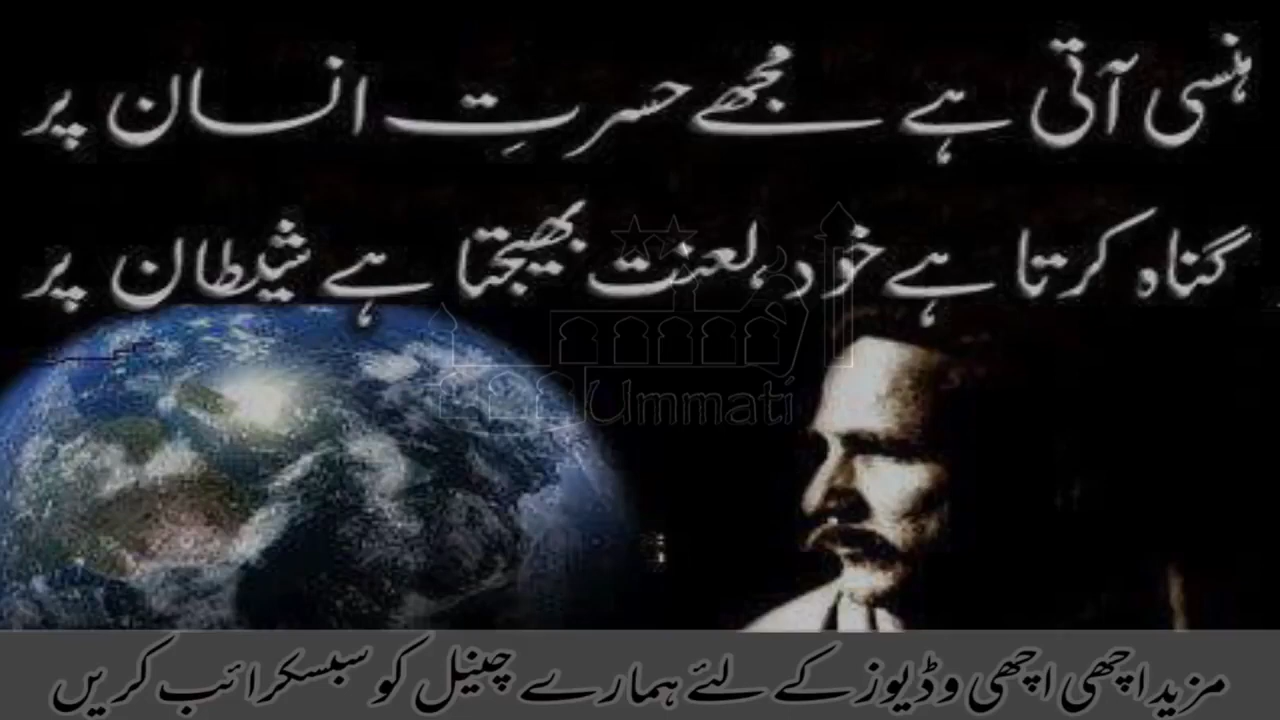 ہنسی آتی ہے مجھے حسرتِ انسان پر
گناہ کرتا ہے خود، لعنت بھیجتا ہے شیطان پر
Ummati
مزید اچھی اچھی وڈیوز کے لئے ہمارے چینل کو سبسکرائب کریں